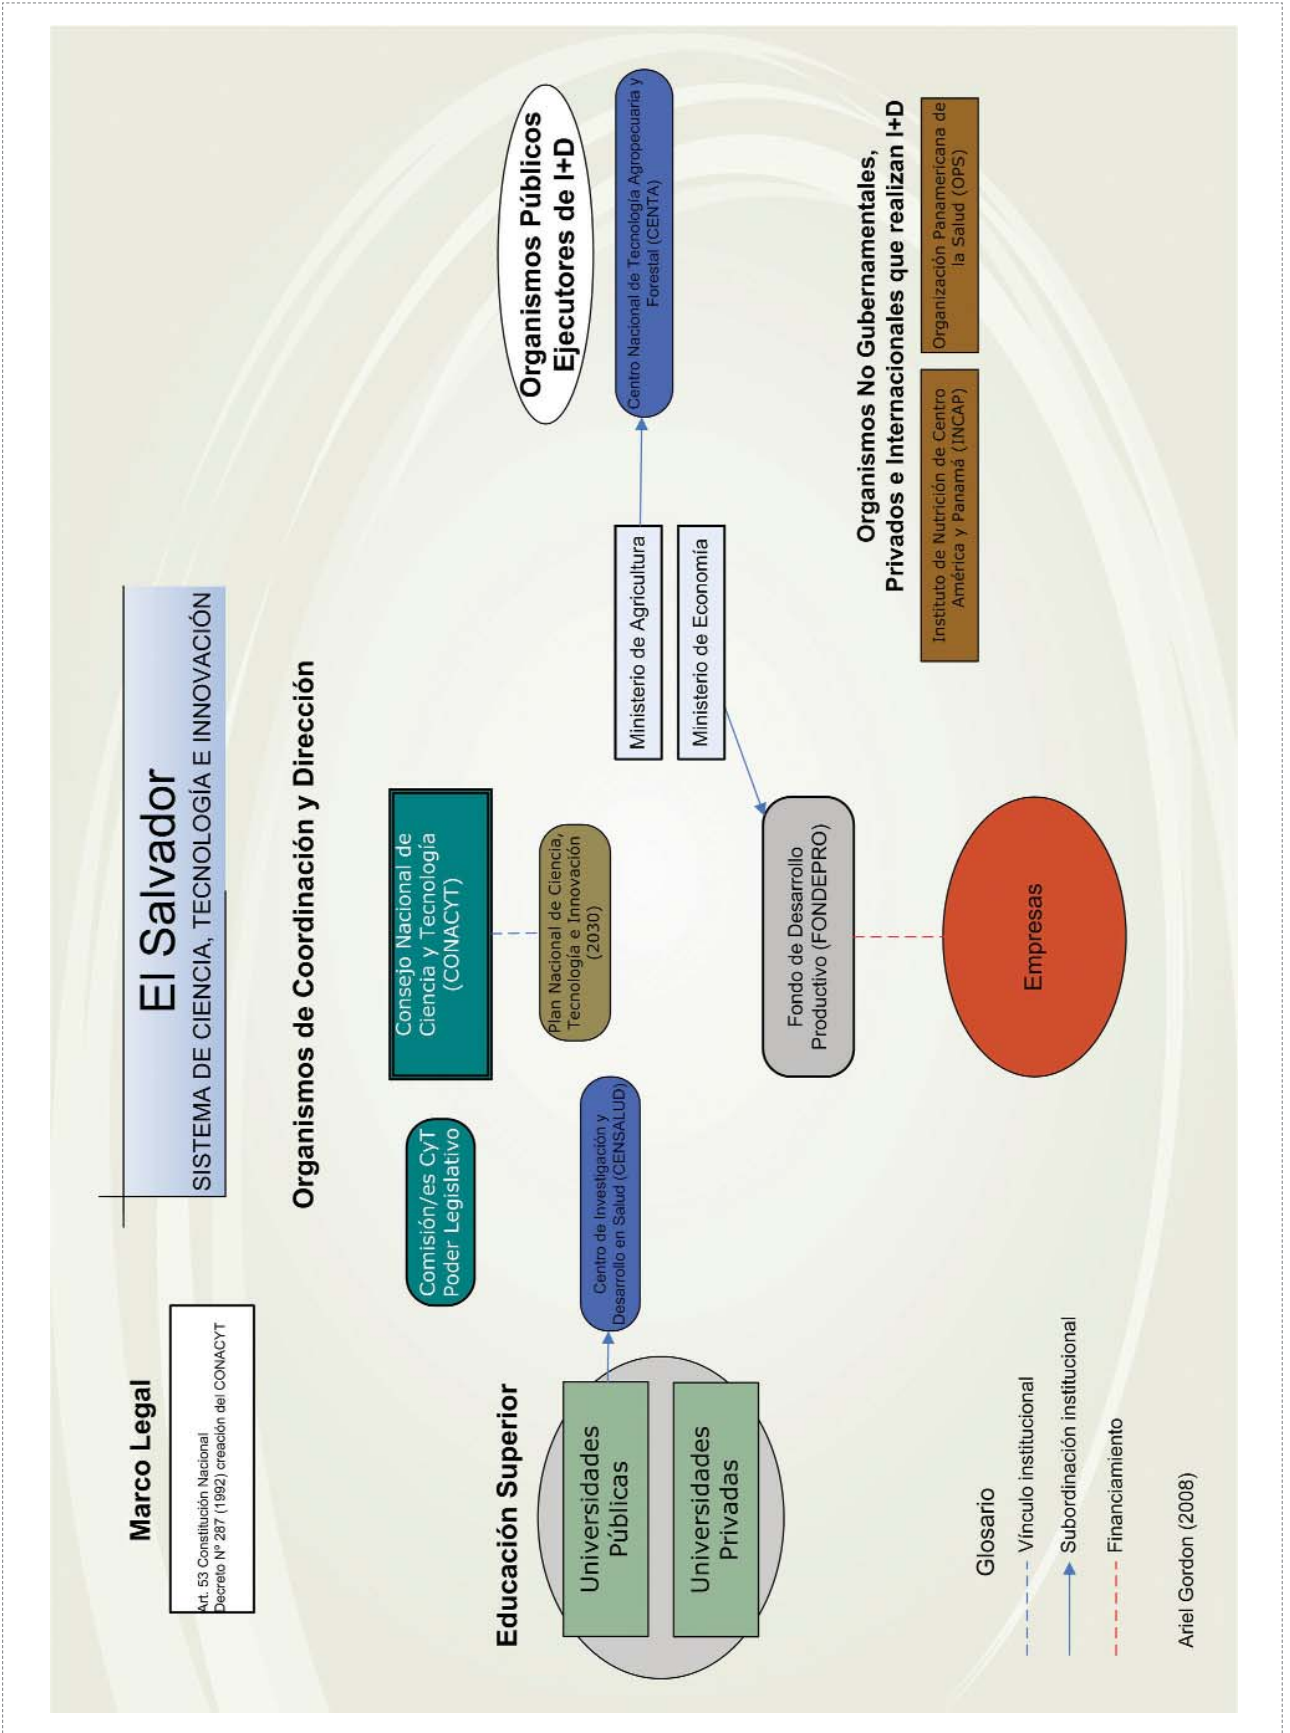 El Salvador
SISTEMA DE CIENCIA, TECNOLOGÍA E INNOVACIÓN
Marco Legal
Art. 53 Constitución Nacional
Decreto Nº 287 (1992) creación del CONACYT
Organismos de Coordinación y Dirección
Comisión/es CyT
Poder Legislativo
Consejo Nacional de
Ciencia y Tecnología
(CONACYT)
Plan Nacional de Ciencia,
Tecnología e Innovación
(2030)
Organismos Públicos
Ejecutores de I+D
Centro Nacional de Tecnología Agropecuaria y
Forestal (CENTA)
Educación Superior
Universidades
Públicas
Universidades
Privadas
Centro de Investigación y
Desarrollo en Salud (CENSALUD)
Ministerio de Agricultura
Ministerio de Economía
Fondo de Desarrollo
Productivo (FONDEPRO)
Empresas
Organismos No Gubernamentales,
Privados e Internacionales que realizan I+D
Instituto de Nutrición de Centro
América y Panamá (INCAP)
Organización Panamericana de
la Salud (OPS)
Glosario
Vínculo institucional
Subordinación institucional
Financiamiento
Ariel Gordon (2008)